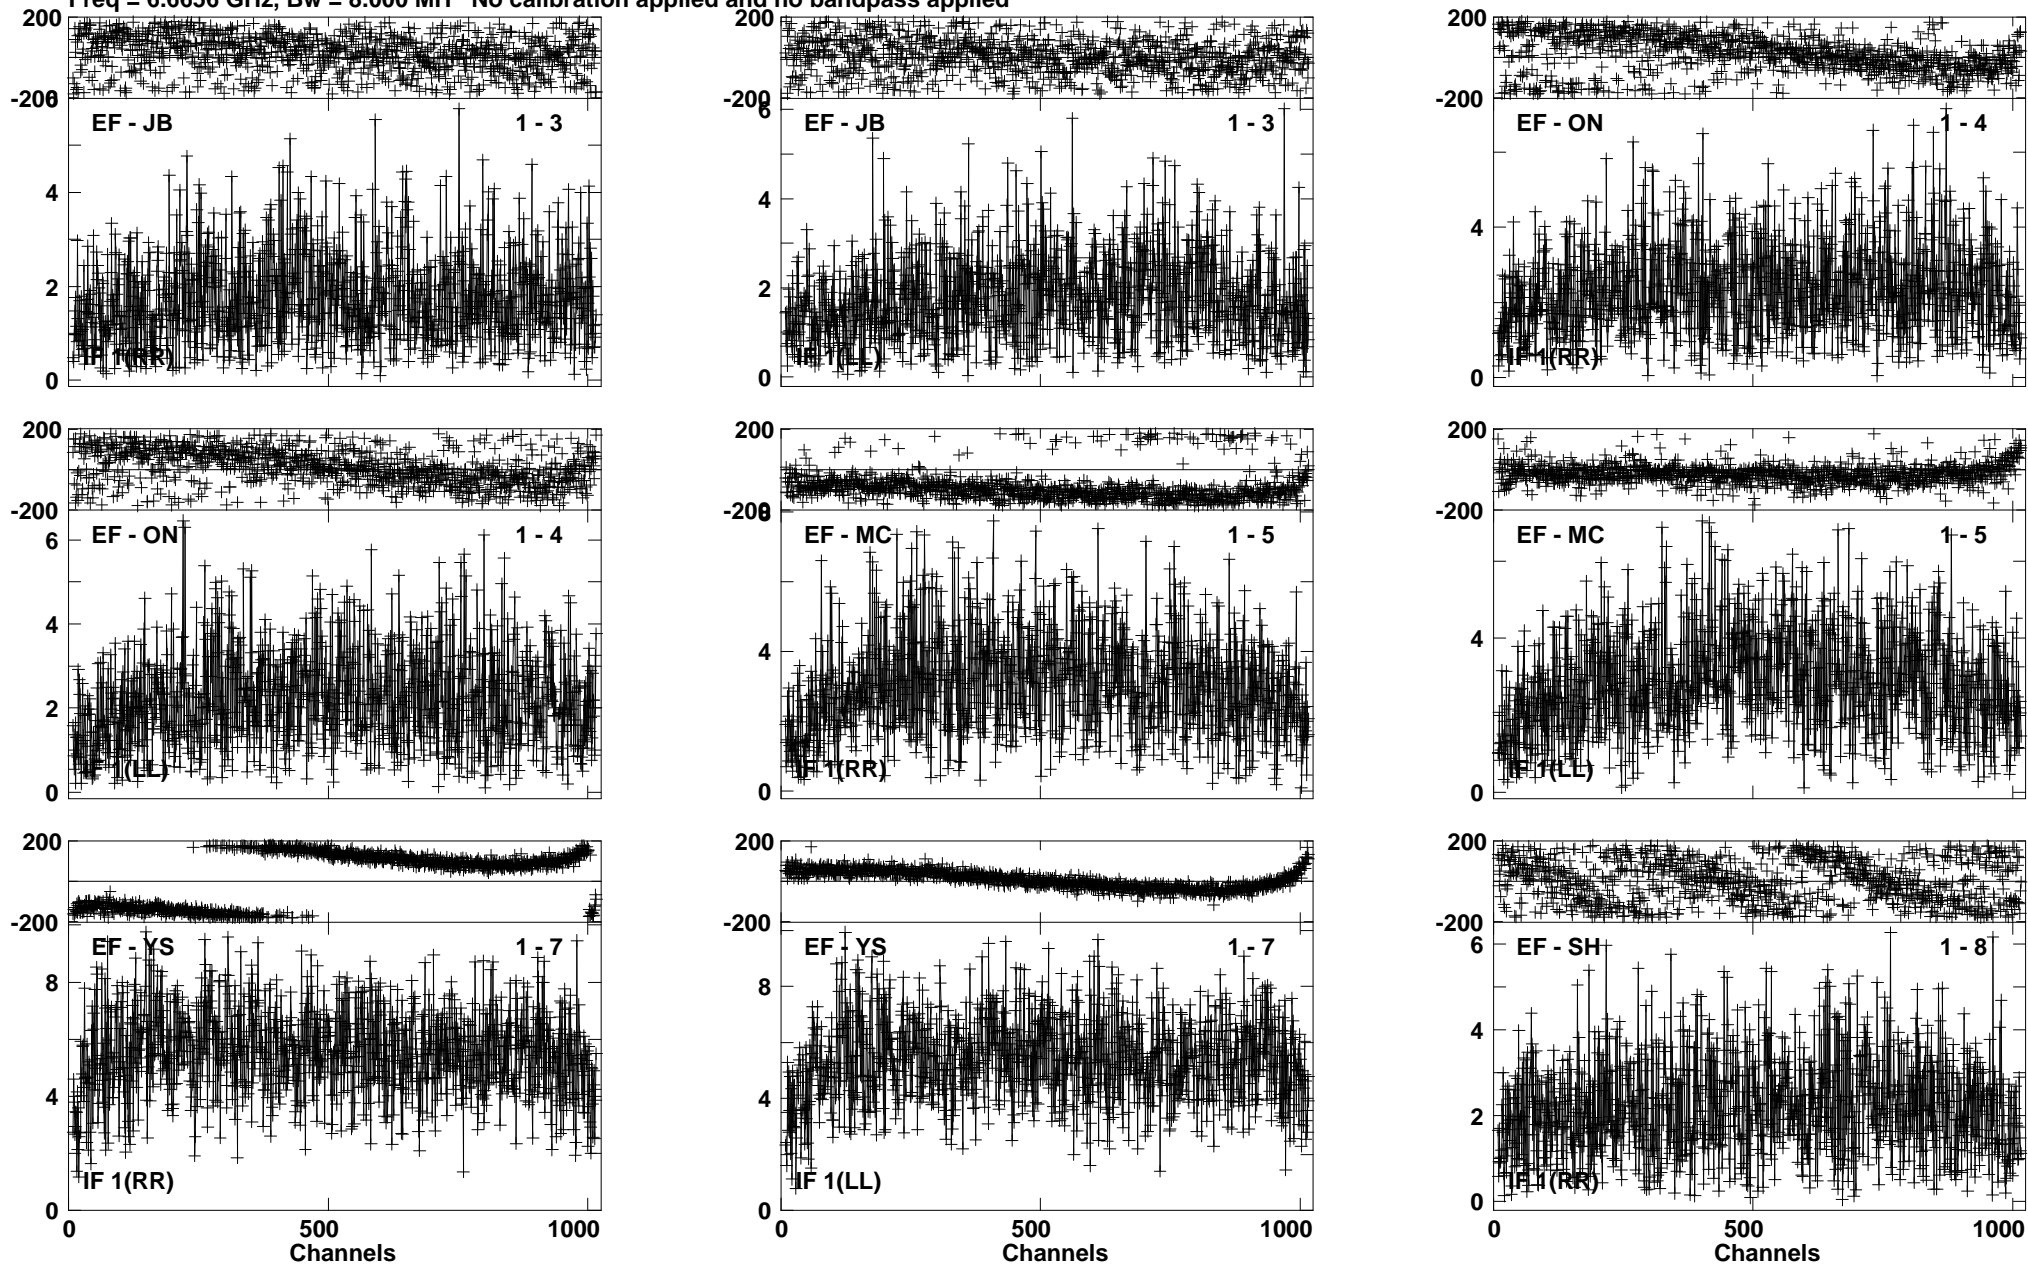 Freq = 6.6656 GHz, Bw = 8.000 MH No calibration applied and no bandpass applied
200
-200
6
EF - JB 1 - 3
4
2
IF 1(RR)
0
200
-200
6
EF - JB 1 - 3
4
2
IF 1(LL)
0
200
-200
EF - ON 1 - 4
4
IF 1(RR)
0
200
-200
EF - ON 1 - 4
6
4
2
IF 1(LL)
0
200
-200
8
EF - MC 1 - 5
4
IF 1(RR)
0
200
-200
EF - MC 1 - 5
4
IF 1(LL)
0
200
-200
EF - YS 1 - 7
8
4
IF 1(RR)
0
0 500 1000
Channels
200
-200
EF - YS 1 - 7
8
4
IF 1(LL)
0
0 500 1000
Channels
200
-200
EF - SH 1 - 8
6
4
2
IF 1(RR)
0
0 500 1000
Channels